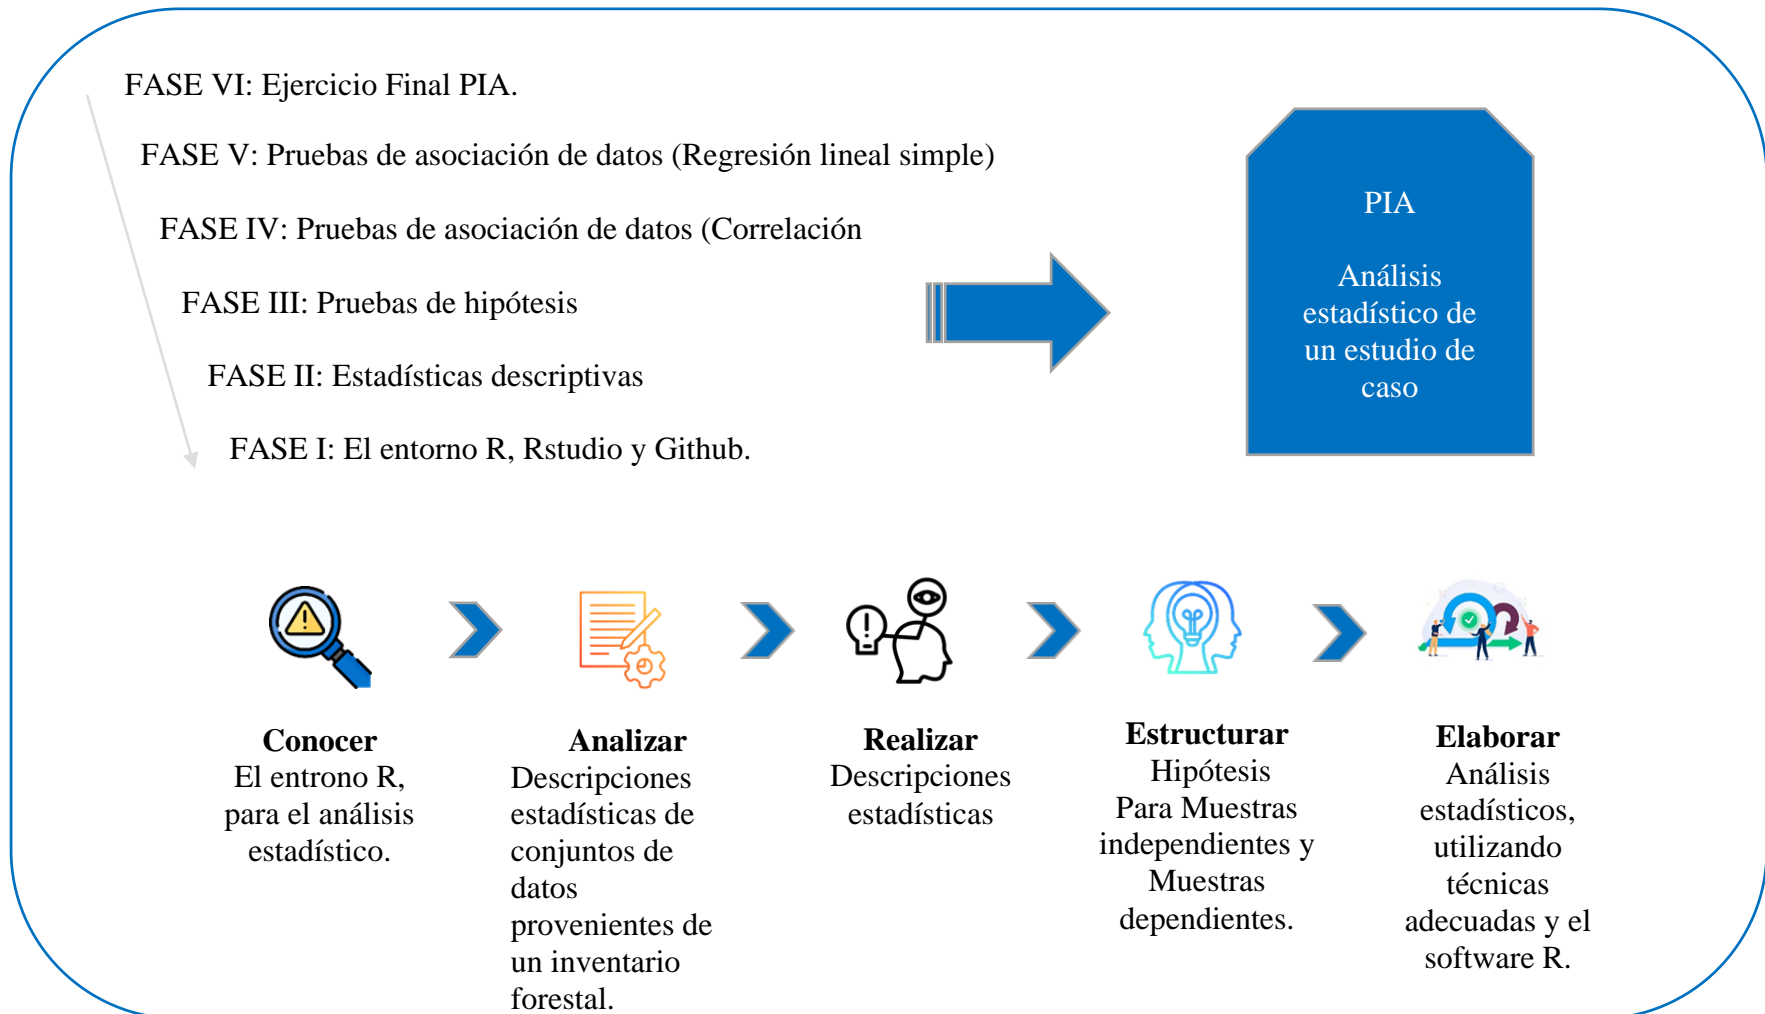 FASE VI: Ejercicio Final PIA.
FASE V: Pruebas de asociación de datos (Regresión lineal simple)
FASE IV: Pruebas de asociación de datos (Correlación
FASE III: Pruebas de hipótesis
FASE II: Estadísticas descriptivas
FASE I: El entorno R, Rstudio y Github.
PIA
Análisis
estadístico de
un estudio de
caso
Conocer
El entrono R,
para el análisis
estadístico.
Analizar
Descripciones
estadísticas de
conjuntos de
datos
provenientes de
un inventario
forestal.
Realizar
Descripciones
estadísticas
Estructurar
Hipótesis
Para Muestras
independientes y
Muestras
dependientes.
Elaborar
Análisis
estadísticos,
utilizando
técnicas
adecuadas y el
software R.